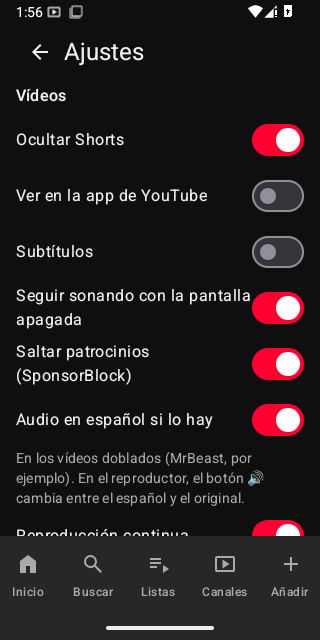 1:56
Ajustes
Vídeos
Ocultar Shorts
Ver en la app de YouTube
Subtítulos
Seguir sonando con la pantalla
apagada
Saltar patrocinios
(SponsorBlock)
Audio en español si lo hay
En los vídeos doblados (MrBeast, por
ejemplo). En el reproductor, el botón 🔊
cambia entre el español y el original.
Reproducción continua
Inicio
Buscar
Listas
Canales
Añadir